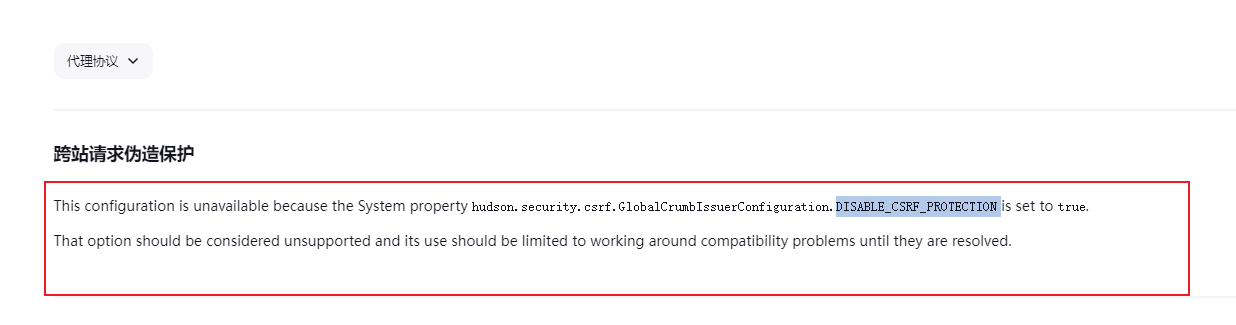 代理协议
跨站请求伪造保护
This configuration is unavailable because the System property hudson.security.csrf.GlobalCrumbIssuerConfiguration.DISABLE_CSRF_PROTECTION is set to true.
That option should be considered unsupported and its use should be limited to working around compatibility problems until they are resolved.